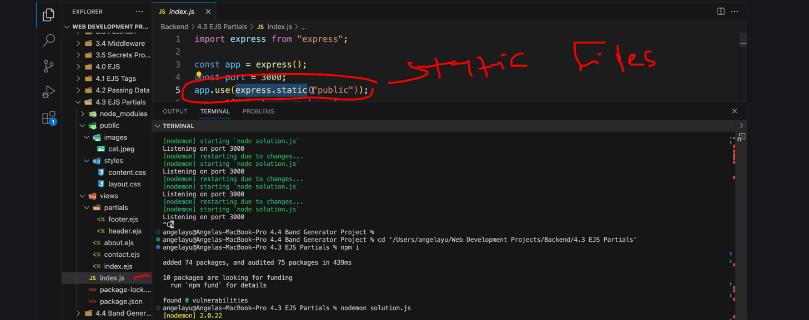 EXPLORER
WEB DEVELOPMENT PR...
3.4 Middleware
3.5 Secrets Pro...
4.0 EJS
4.1 EJS Tags
4.2 Passing Data
4.3 EJS Partials
node_modules
public
images
cat.jpeg
styles
content.css
layout.css
views
partials
footer.ejs
header.ejs
about.ejs
contact.ejs
index.ejs
JS index.js
package-lock....
package.json
4.4 Band Gener...
JS index.js
Backend > 4.3 EJS Partials > JS index.js > ...
1 import express from "express";
2
3 const app = express();
4 const port = 3000;
5 app.use(express.static("public"));
static Files
OUTPUT TERMINAL PROBLEMS
TERMINAL
[nodemon] starting `node solution.js`
Listening on port 3000
[nodemon] restarting due to changes...
[nodemon] starting `node solution.js`
Listening on port 3000
[nodemon] restarting due to changes...
[nodemon] starting `node solution.js`
Listening on port 3000
[nodemon] restarting due to changes...
[nodemon] starting `node solution.js`
Listening on port 3000
^C
angelayu@Angelas-MacBook-Pro 4.4 Band Generator Project %
angelayu@Angelas-MacBook-Pro 4.4 Band Generator Project % cd '/Users/angelayu/Web Development Projects/Backend/4.3 EJS Partials'
angelayu@Angelas-MacBook-Pro 4.3 EJS Partials % npm i
added 74 packages, and audited 75 packages in 439ms
10 packages are looking for funding
run `npm fund` for details
found 0 vulnerabilities
angelayu@Angelas-MacBook-Pro 4.3 EJS Partials % nodemon solution.js
[nodemon] 2.0.22